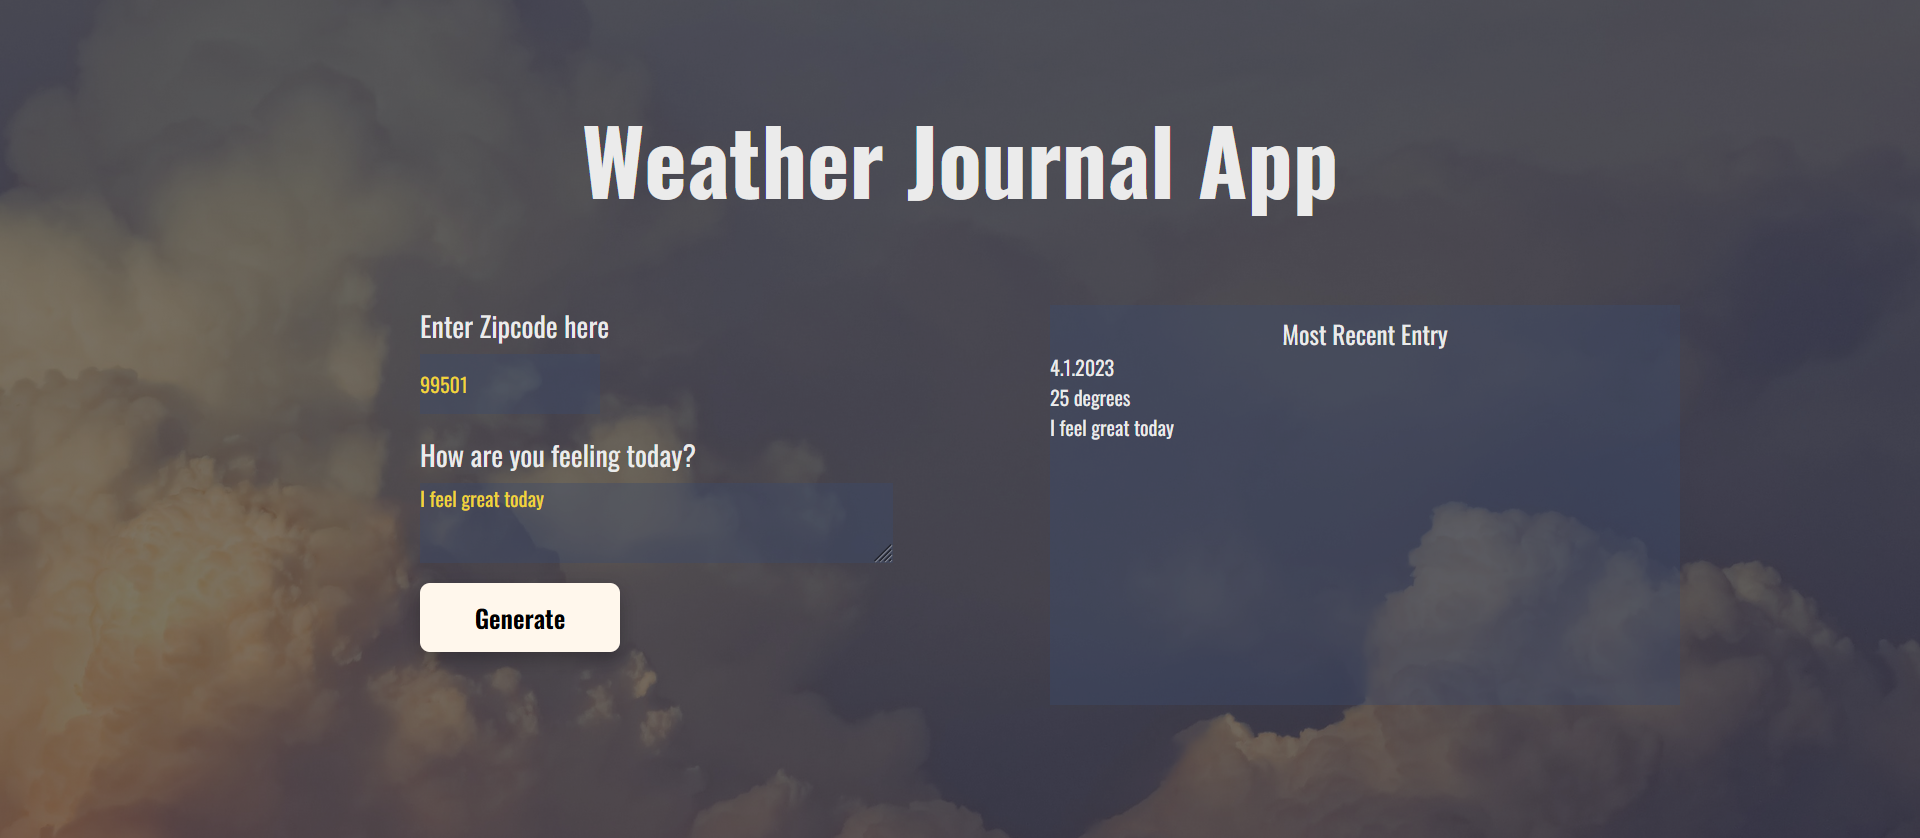 Weather Journal App
Enter Zipcode here
99501
How are you feeling today?
I feel great today
Generate
Most Recent Entry
4.1.2023
25 degrees
I feel great today